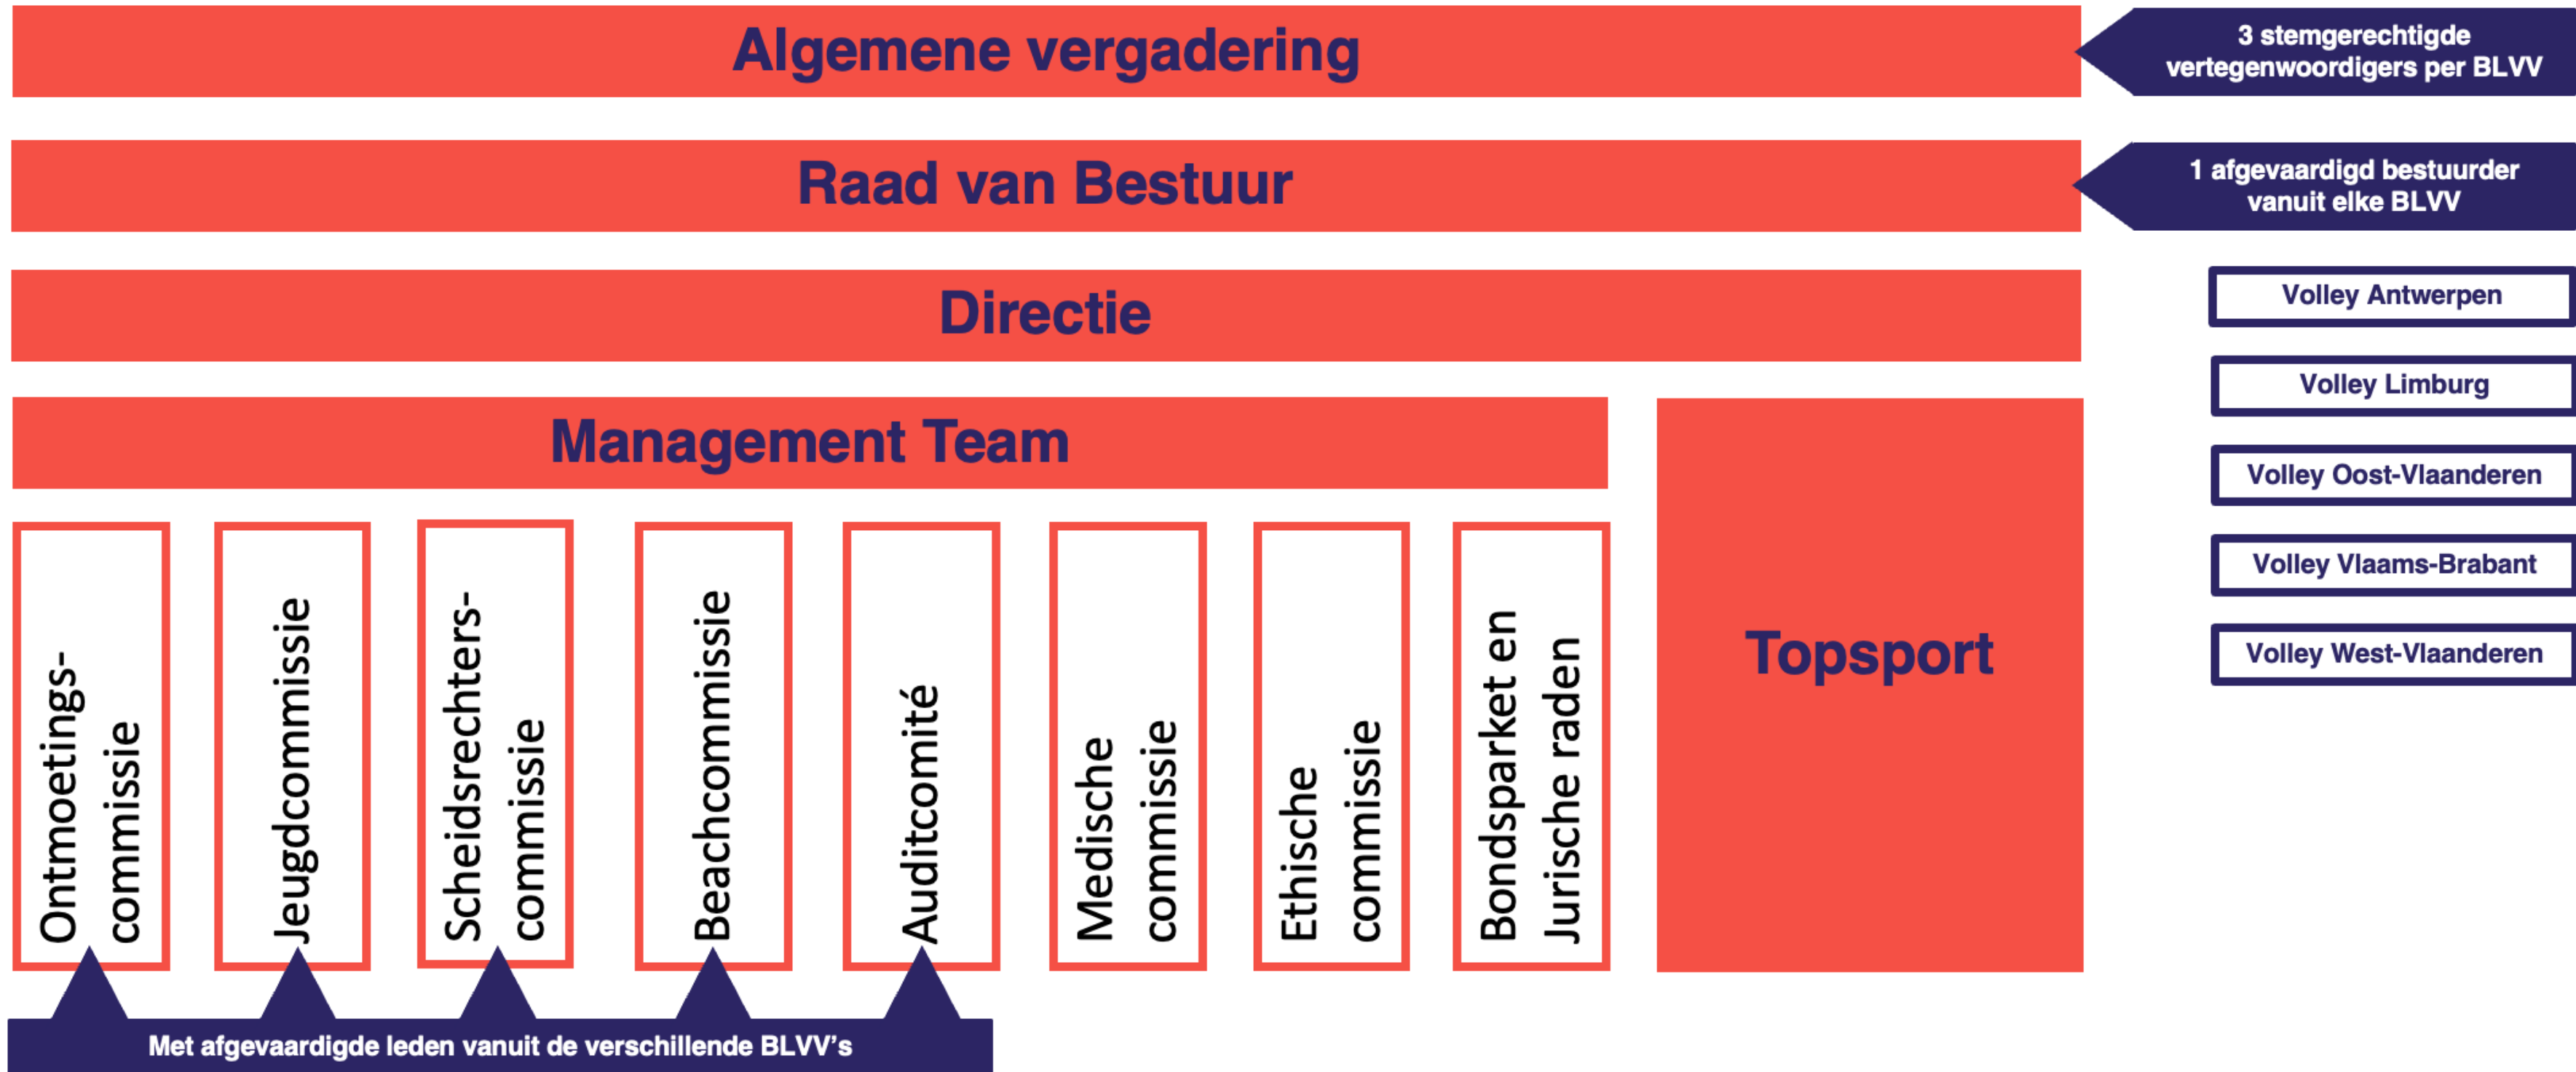 Algemene vergadering
3 stemgerechtigde
vertegenwoordigers per BLVV
Raad van Bestuur
1 afgevaardigd bestuurder
vanuit elke BLVV
Directie
Volley Antwerpen
Volley Limburg
Volley Oost-Vlaanderen
Volley Vlaams-Brabant
Volley West-Vlaanderen
Management Team
Ontmoetings-
commissie
Jeugdcommissie
Scheidsrechters-
commissie
Beachcommissie
Auditcomité
Medische
commissie
Ethische
commissie
Bondsparket en
Jurische raden
Topsport
Met afgevaardigde leden vanuit de verschillende BLVV's